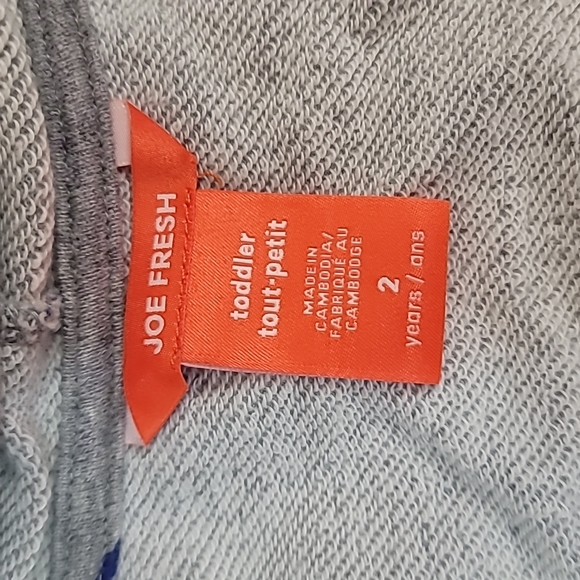 JOE FRESH
toddler
tout-petit
MADE IN
CAMBODIA/
FABRIQUÉ AU
CAMBODGE
2
years / ans